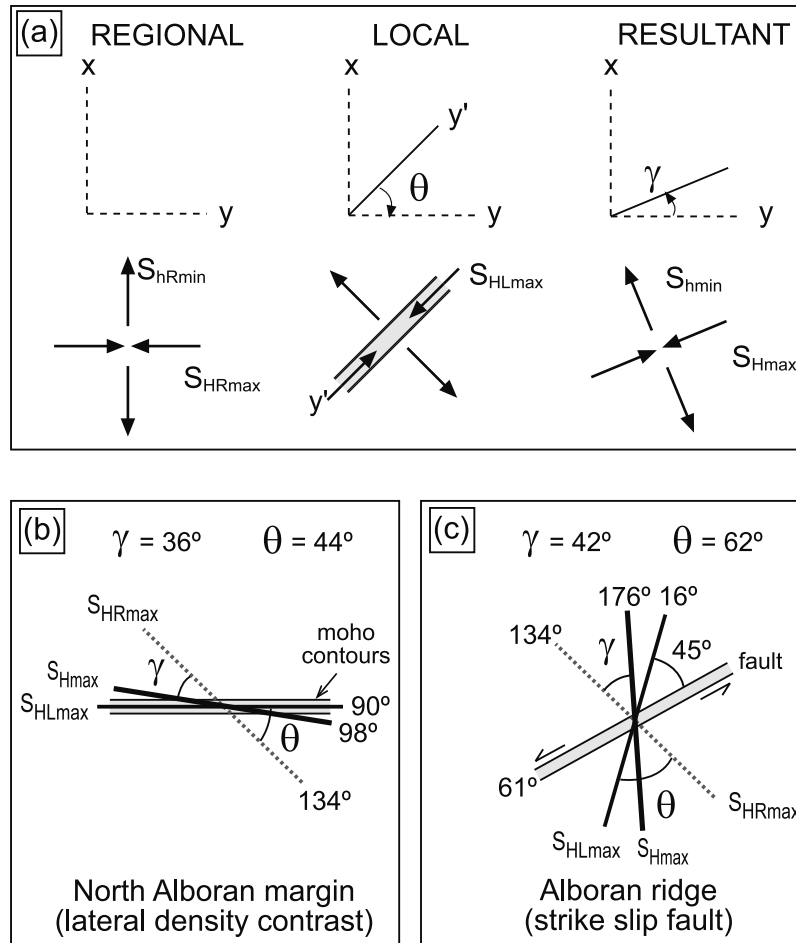 (a)
REGIONAL LOCAL RESULTANT
x x x
y'
θ γ
y y y
ShRmin
SHRmax
SHLmax
y'
Shmin
SHmax
(b)
γ = 36º θ = 44º
SHRmax
moho
contours
γ
SHmax
SHLmax
90º
98º
θ
134º
North Alboran margin
(lateral density contrast)
(c)
γ = 42º θ = 62º
176º 16º
134º
γ
45º
fault
61º
θ
SHRmax
SHLmax
SHmax
Alboran ridge
(strike slip fault)